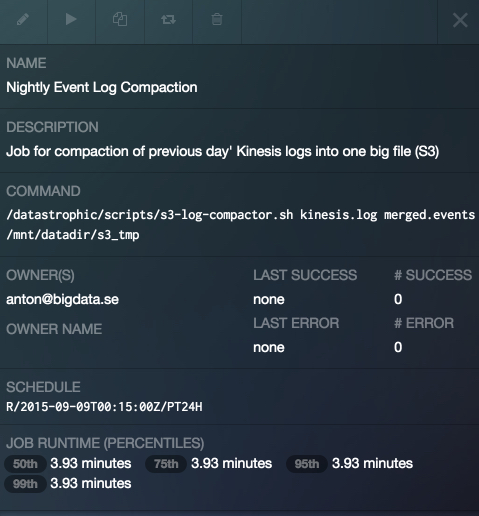 NAME
Nightly Event Log Compaction
DESCRIPTION
Job for compaction of previous day' Kinesis logs into one big file (S3)
COMMAND
/datastrophic/scripts/s3-log-compactor.sh kinesis.log merged.events
/mnt/datadir/s3_tmp
OWNER(S) LAST SUCCESS # SUCCESS
anton@bigdata.se none 0
OWNER NAME LAST ERROR # ERROR
none 0
SCHEDULE
R/2015-09-09T00:15:00Z/PT24H
JOB RUNTIME (PERCENTILES)
50th 3.93 minutes 75th 3.93 minutes 95th 3.93 minutes
99th 3.93 minutes